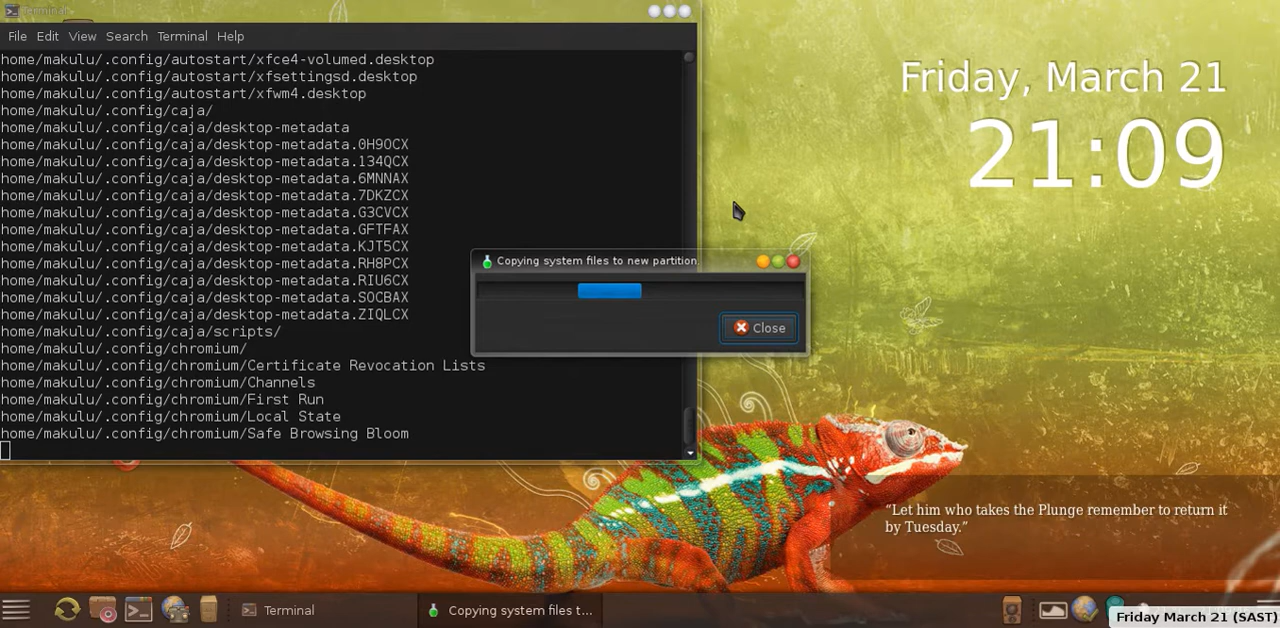 Terminal
File Edit View Search Terminal Help
home/makulu/.config/autostart/xfce4-volumed.desktop
home/makulu/.config/autostart/xfsettingsd.desktop
home/makulu/.config/autostart/xfwm4.desktop
home/makulu/.config/caja/
home/makulu/.config/caja/desktop-metadata
home/makulu/.config/caja/desktop-metadata.0H9OCX
home/makulu/.config/caja/desktop-metadata.134QCX
home/makulu/.config/caja/desktop-metadata.6MNNAX
home/makulu/.config/caja/desktop-metadata.7DKZCX
home/makulu/.config/caja/desktop-metadata.G3CVCX
home/makulu/.config/caja/desktop-metadata.GFTFAX
home/makulu/.config/caja/desktop-metadata.KJT5CX
home/makulu/.config/caja/desktop-metadata.RH8PCX
home/makulu/.config/caja/desktop-metadata.RIU6CX
home/makulu/.config/caja/desktop-metadata.SOCBAX
home/makulu/.config/caja/desktop-metadata.ZIQLCX
home/makulu/.config/caja/scripts/
home/makulu/.config/chromium/
home/makulu/.config/chromium/Certificate Revocation Lists
home/makulu/.config/chromium/Channels
home/makulu/.config/chromium/First Run
home/makulu/.config/chromium/Local State
home/makulu/.config/chromium/Safe Browsing Bloom
Copying system files to new partition
Close
Friday, March 21
21:09
“Let him who takes the Plunge remember to return it
by Tuesday.”
Terminal
Copying system files t...
Friday March 21 (SAST)